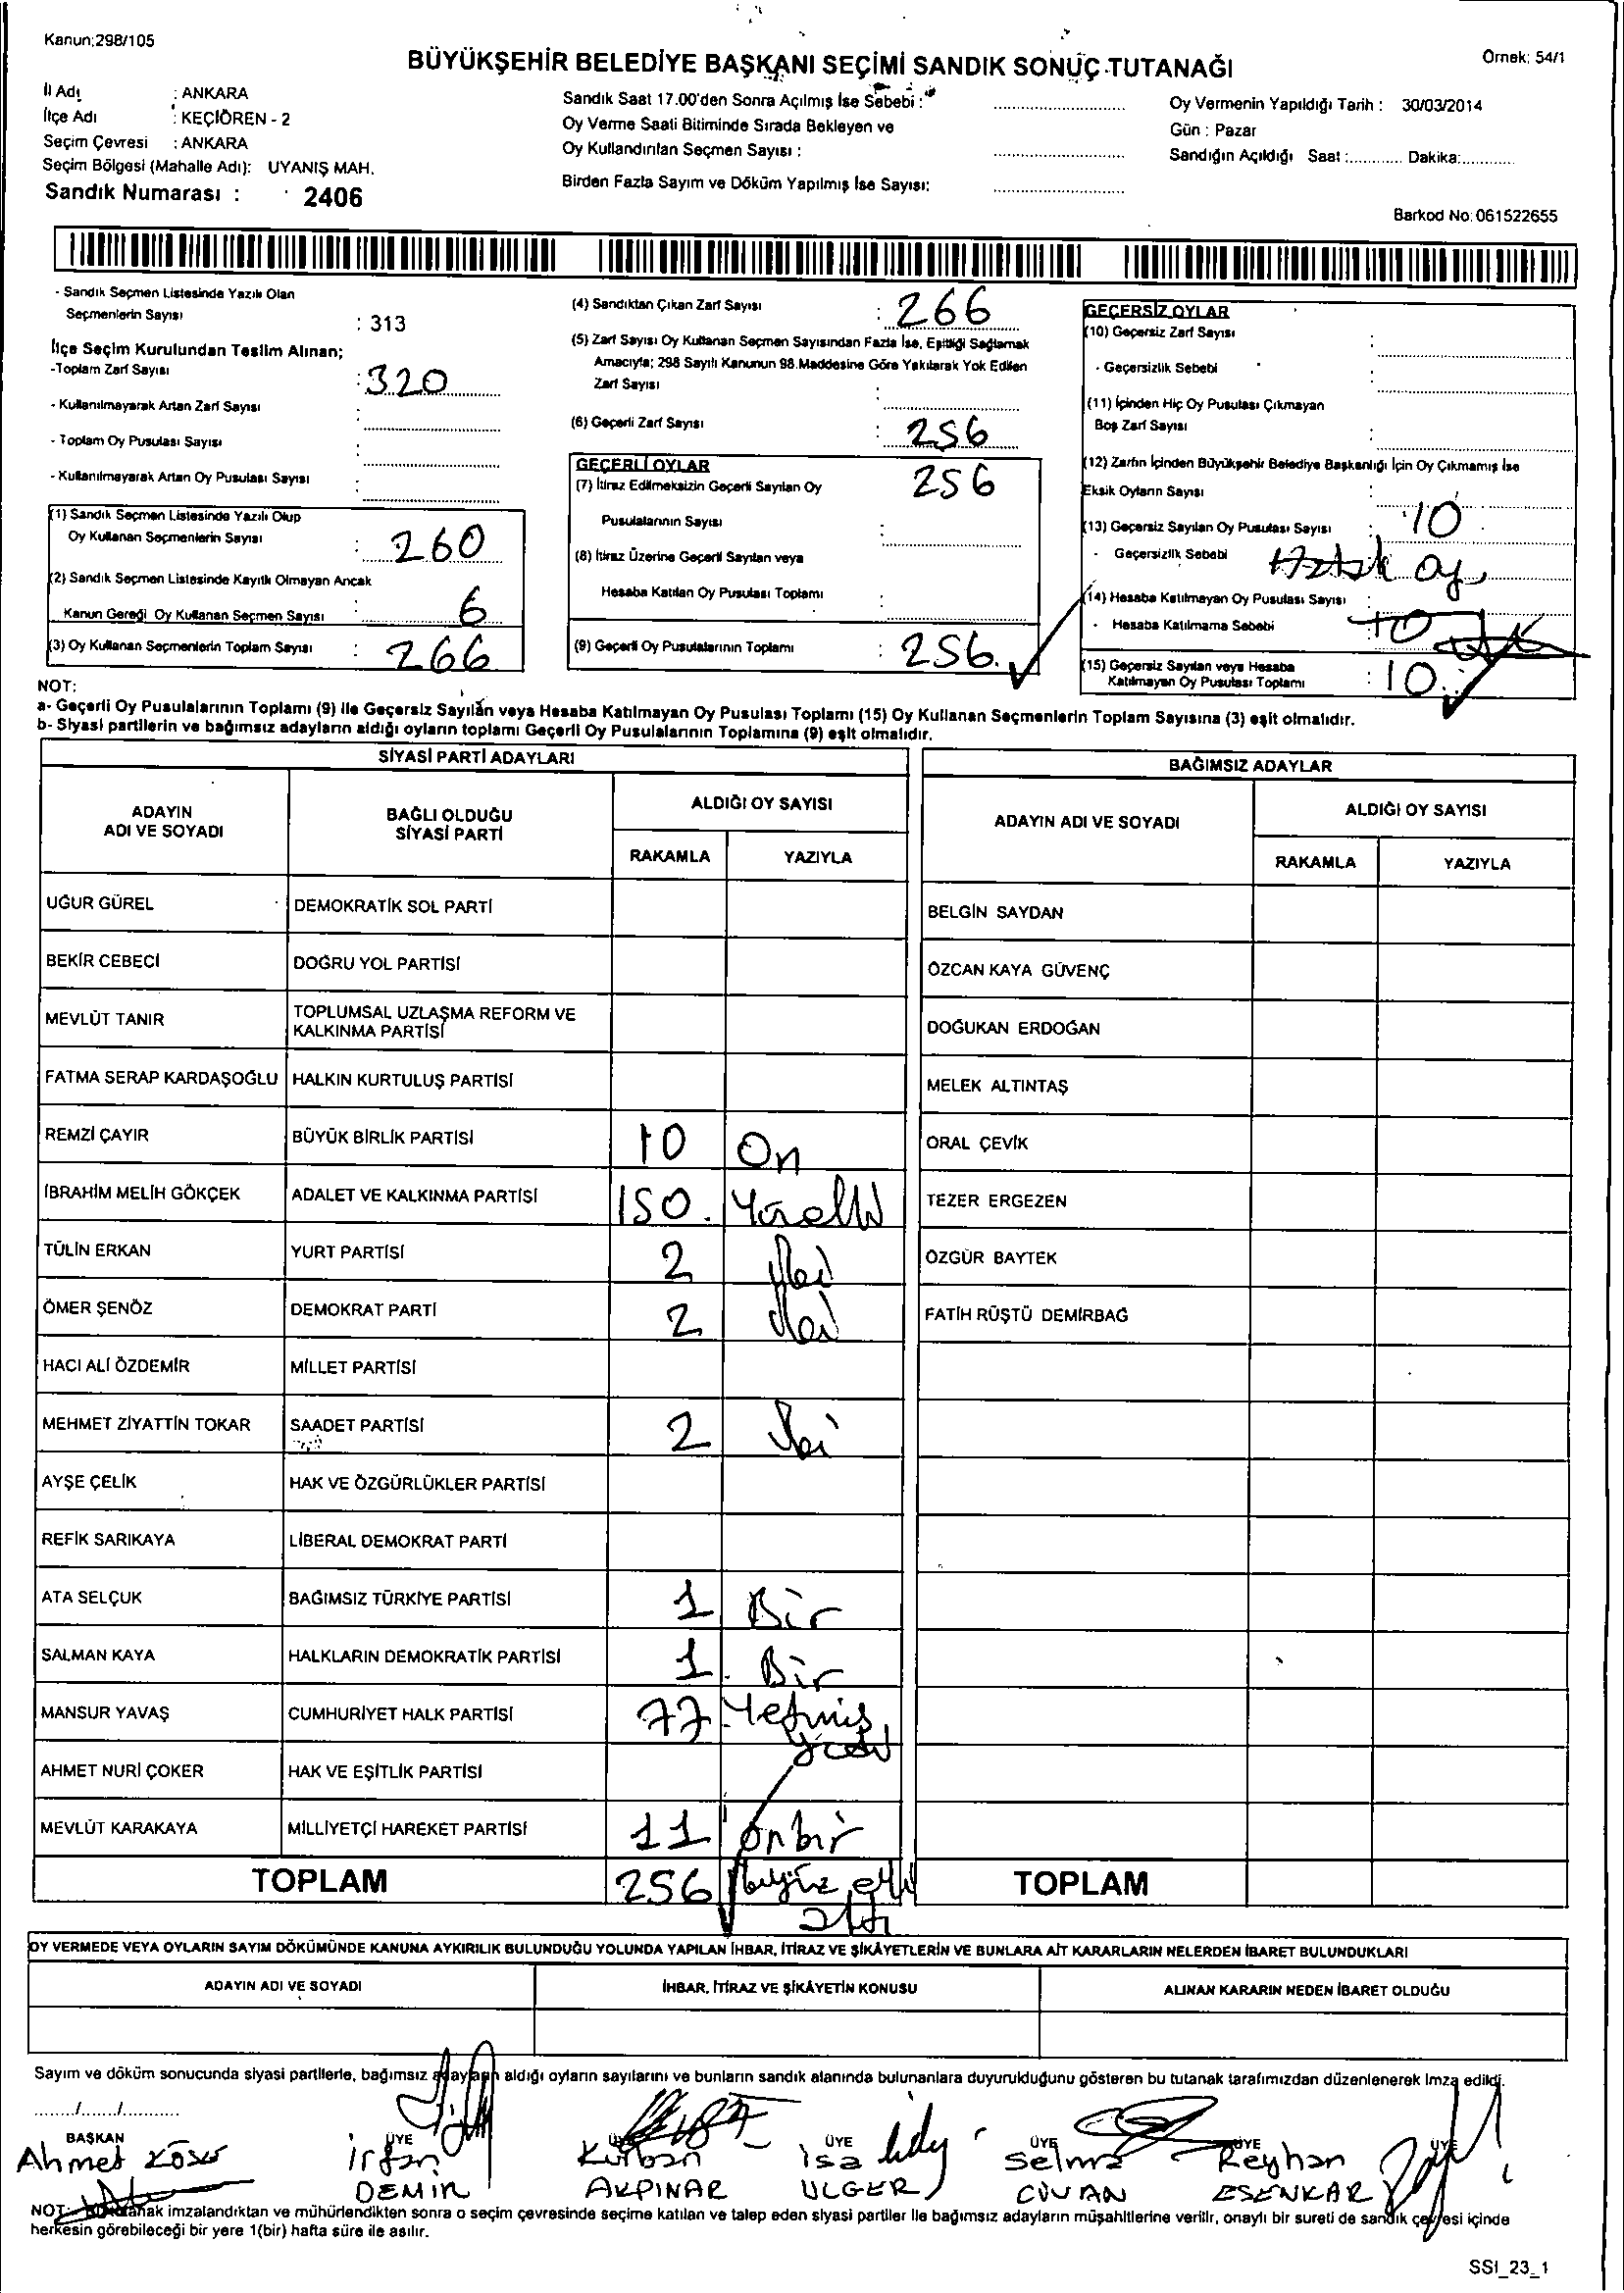 Kanun;298/105
BÜYÜKŞEHİR BELEDİYE BAŞKANI SEÇİMİ SANDIK SONUÇ TUTANAĞI
Örnek: 54/1
İl Adı : ANKARA
İlçe Adı : KEÇİÖREN - 2
Seçim Çevresi : ANKARA
Seçim Bölgesi (Mahalle Adı): UYANIŞ MAH.
Sandık Numarası : 2406
Sandık Saat 17.00'den Sonra Açılmış İse Sebebi :
Oy Verme Saati Bitiminde Sırada Bekleyen ve
Oy Kullandırılan Seçmen Sayısı :
Birden Fazla Sayım ve Döküm Yapılmış İse Sayısı:
Oy Vermenin Yapıldığı Tarih : 30/03/2014
Gün : Pazar
Sandığın Açıldığı Saat :............ Dakika:............
Barkod No: 061522655
- Sandık Seçmen Listesinde Yazılı Olan
Seçmenlerin Sayısı : 313
İlçe Seçim Kurulundan Teslim Alınan;
-Toplam Zarf Sayısı : 320
- Kullanılmayarak Artan Zarf Sayısı :
- Toplam Oy Pusulası Sayısı :
- Kullanılmayarak Artan Oy Pusulası Sayısı :
(1) Sandık Seçmen Listesinde Yazılı Olup
Oy Kullanan Seçmenlerin Sayısı : 260
(2) Sandık Seçmen Listesinde Kayıtlı Olmayan Ancak
Kanun Gereği Oy Kullanan Seçmen Sayısı : 6
(3) Oy Kullanan Seçmenlerin Toplam Sayısı : 266
(4) Sandıktan Çıkan Zarf Sayısı : 266
(5) Zarf Sayısı Oy Kullanan Seçmen Sayısından Fazla İse, Eşitliği Sağlamak
Amacıyla; 298 Sayılı Kanunun 98.Maddesine Göre Yakılarak Yok Edilen
Zarf Sayısı :
(6) Geçerli Zarf Sayısı : 256
GEÇERLİ OYLAR
(7) İtiraz Edilmeksizin Geçerli Sayılan Oy 256
Pusulalarının Sayısı :
(8) İtiraz Üzerine Geçerli Sayılan veya
Hesaba Katılan Oy Pusulası Toplamı :
(9) Geçerli Oy Pusulalarının Toplamı : 256
GEÇERSİZ OYLAR
(10) Geçersiz Zarf Sayısı :
- Geçersizlik Sebebi :
(11) İçinden Hiç Oy Pusulası Çıkmayan
Boş Zarf Sayısı :
(12) Zarfın İçinden Büyükşehir Belediye Başkanlığı İçin Oy Çıkmamış İse
Eksik Oyların Sayısı :
(13) Geçersiz Sayılan Oy Pusulası Sayısı : 10
- Geçersizlik Sebebi oy
(14) Hesaba Katılmayan Oy Pusulası Sayısı :
- Hesaba Katılmama Sebebi : 10
(15) Geçersiz Sayılan veya Hesaba
Katılmayan Oy Pusulası Toplamı : 10
NOT:
a- Geçerli Oy Pusulalarının Toplamı (9) ile Geçersiz Sayılan veya Hesaba Katılmayan Oy Pusulası Toplamı (15) Oy Kullanan Seçmenlerin Toplam Sayısına (3) eşit olmalıdır.
b- Siyasi partilerin ve bağımsız adayların aldığı oyların toplamı Geçerli Oy Pusulalarının Toplamına (9) eşit olmalıdır.
SİYASİ PARTİ ADAYLARI
ADAYIN ADI VE SOYADI
BAĞLI OLDUĞU SİYASİ PARTİ
ALDIĞI OY SAYISI
RAKAMLA YAZIYLA
UĞUR GÜREL DEMOKRATİK SOL PARTİ
BEKİR CEBECİ DOĞRU YOL PARTİSİ
MEVLÜT TANIR TOPLUMSAL UZLAŞMA REFORM VE
KALKINMA PARTİSİ
FATMA SERAP KARDAŞOĞLU HALKIN KURTULUŞ PARTİSİ
REMZİ ÇAYIR BÜYÜK BİRLİK PARTİSİ 10 On
İBRAHİM MELİH GÖKÇEK ADALET VE KALKINMA PARTİSİ 150 Yüzelli
TÜLİN ERKAN YURT PARTİSİ 2 iki
ÖMER ŞENÖZ DEMOKRAT PARTİ 2 iki
HACI ALİ ÖZDEMİR MİLLET PARTİSİ
MEHMET ZİYATTİN TOKAR SAADET PARTİSİ 2 iki
AYŞE ÇELİK HAK VE ÖZGÜRLÜKLER PARTİSİ
REFİK SARIKAYA LİBERAL DEMOKRAT PARTİ
ATA SELÇUK BAĞIMSIZ TÜRKİYE PARTİSİ 1 Bir
SALMAN KAYA HALKLARIN DEMOKRATİK PARTİSİ 1 Bir
MANSUR YAVAŞ CUMHURİYET HALK PARTİSİ 77 Yetmiş
yedi
AHMET NURİ ÇOKER HAK VE EŞİTLİK PARTİSİ
MEVLÜT KARAKAYA MİLLİYETÇİ HAREKET PARTİSİ 11 onbir
TOPLAM 256 ikiyüz elli
altı
BAĞIMSIZ ADAYLAR
ADAYIN ADI VE SOYADI
ALDIĞI OY SAYISI
RAKAMLA YAZIYLA
BELGİN SAYDAN
ÖZCAN KAYA GÜVENÇ
DOĞUKAN ERDOĞAN
MELEK ALTINTAŞ
ORAL ÇEVİK
TEZER ERGEZEN
ÖZGÜR BAYTEK
FATİH RÜŞTÜ DEMİRBAĞ
TOPLAM
OY VERMEDE VEYA OYLARIN SAYIM DÖKÜMÜNDE KANUNA AYKIRILIK BULUNDUĞU YOLUNDA YAPILAN İHBAR, İTİRAZ VE ŞİKÂYETLERİN VE BUNLARA AİT KARARLARIN NELERDEN İBARET BULUNDUKLARI
ADAYIN ADI VE SOYADI İHBAR, İTİRAZ VE ŞİKÂYETİN KONUSU ALINAN KARARIN NEDEN İBARET OLDUĞU
Sayım ve döküm sonucunda siyasi partilerle, bağımsız adayların aldığı oyların sayılarını ve bunların sandık alanında bulunanlara duyurulduğunu gösteren bu tutanak tarafımızdan düzenlenerek imza edildi.
......../......../............
BAŞKAN ÜYE ÜYE ÜYE ÜYE ÜYE ÜYE
Ahmet Köse İrfan Kurban isa Selma Reyhan
DEMİR AKPINAR ULGER CİVAN ESENKAR
NOT: Bu tutanak imzalandıktan ve mühürlendikten sonra o seçim çevresinde seçime katılan ve talep eden siyasi partiler ile bağımsız adayların müşahitlerine verilir, onaylı bir sureti de sandık çevresi içinde
herkesin görebileceği bir yere 1(bir) hafta süre ile asılır.
SSI_23_1